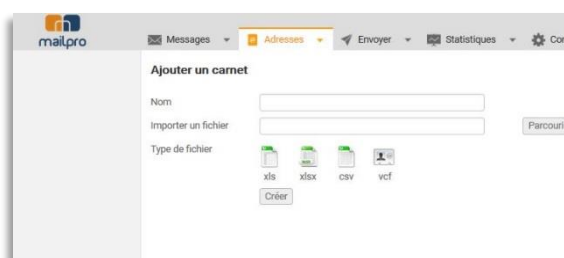 mailpro
Messages Adresses Envoyer Statistiques Con
Ajouter un carnet
Nom
Importer un fichier Parcouri
Type de fichier
xls xlsx csv vcf
Créer